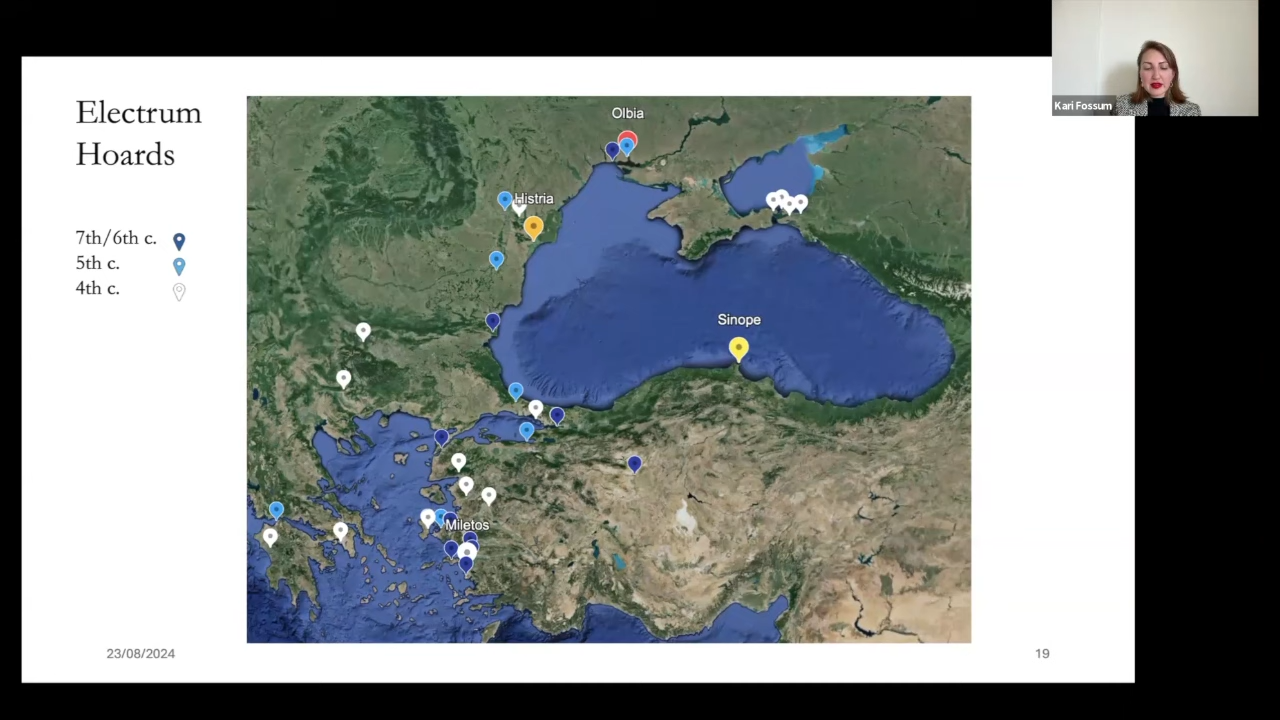 Kari Fossum
Electrum
Hoards
7th/6th c.
5th c.
4th c.
Olbia
Histria
Sinope
Miletos
23/08/2024
19